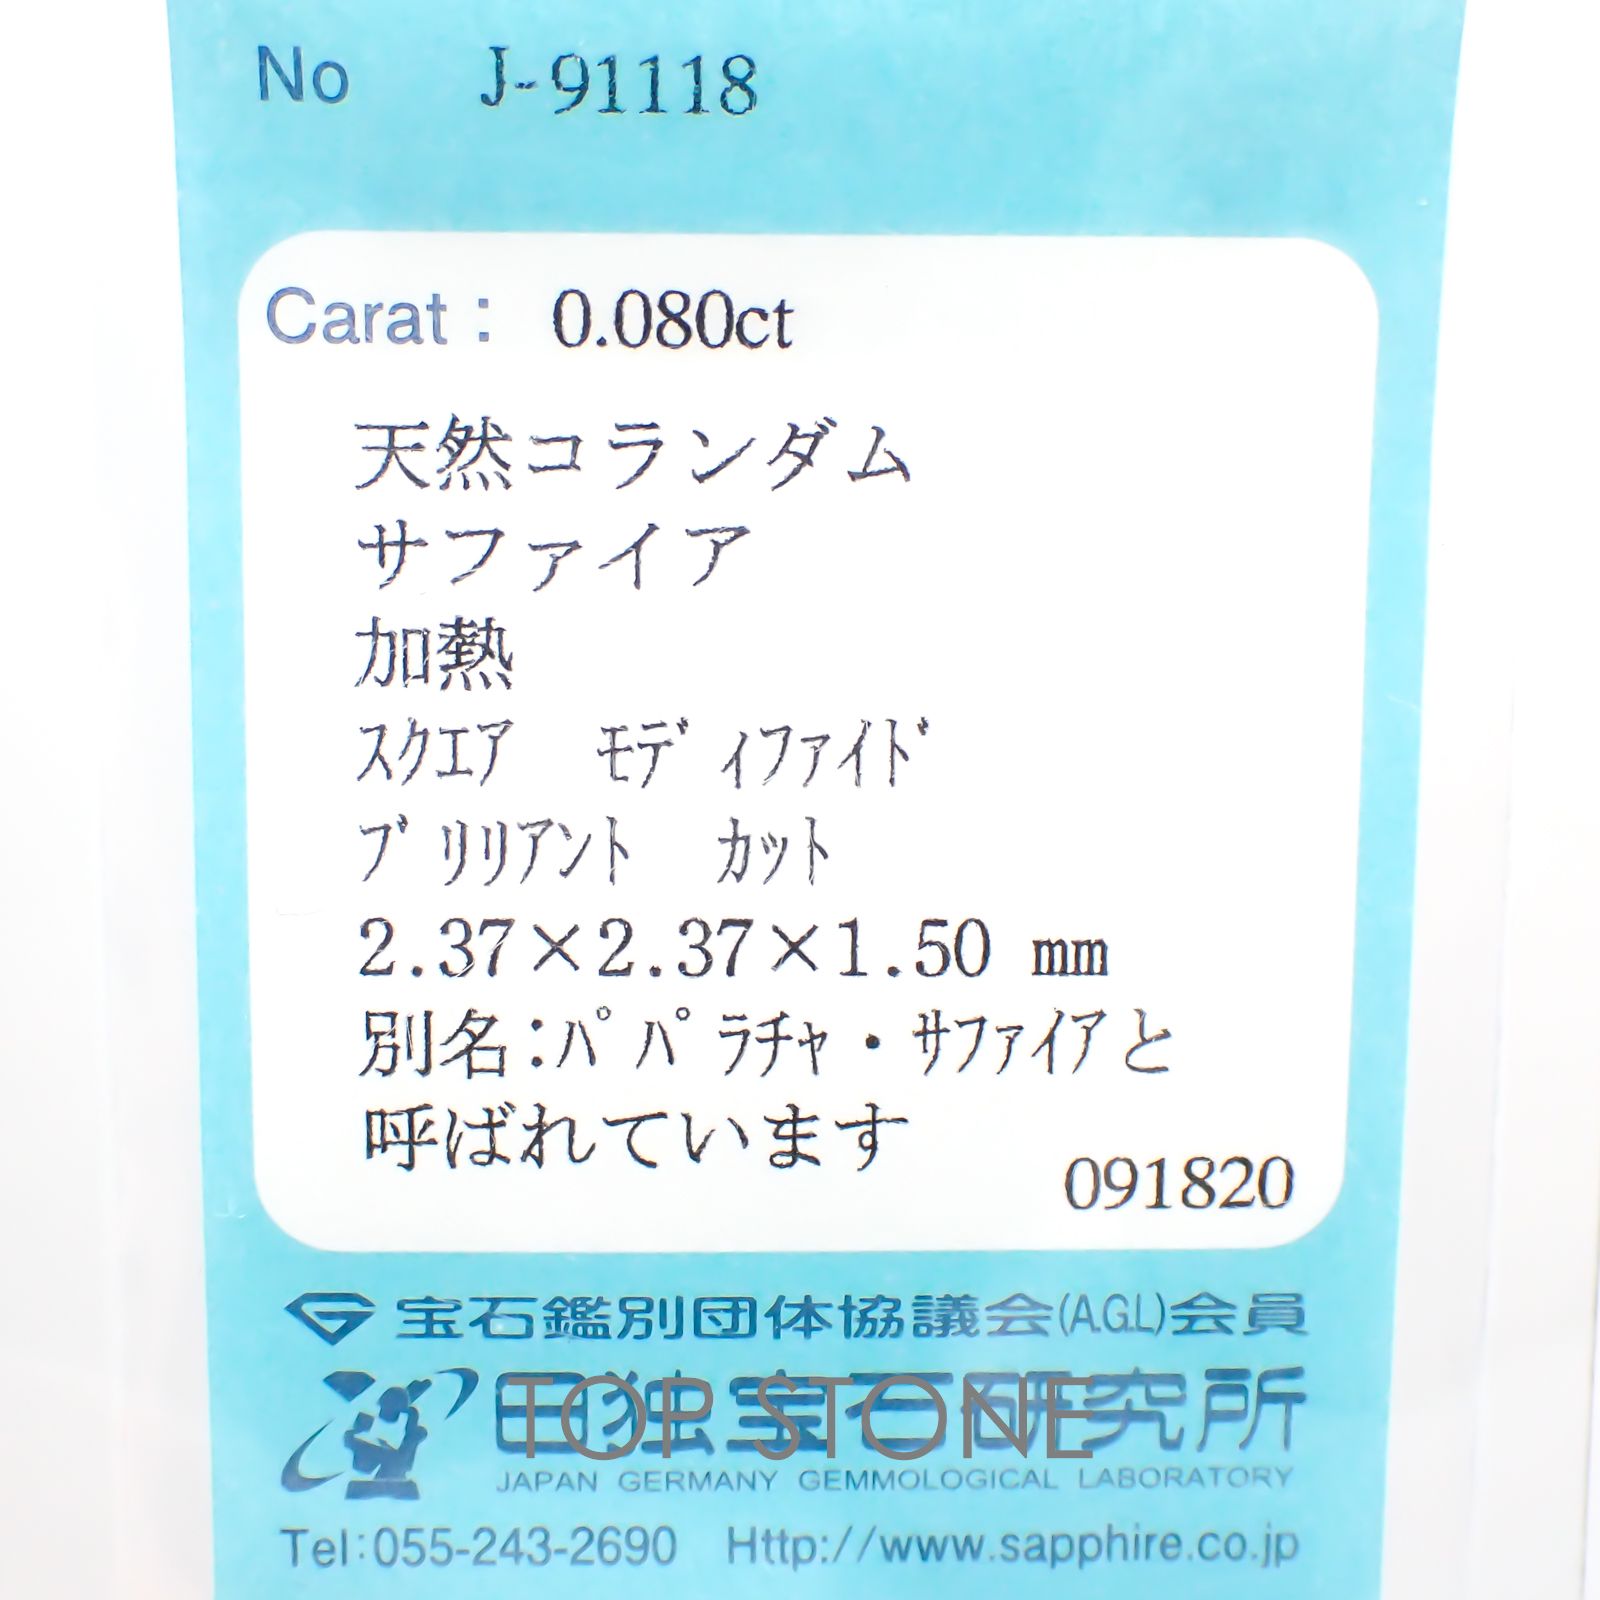 No J-91118
Carat: 0.080ct
天然コランダム
サファイア
加熱
ｽｸｴｱ ﾓﾃﾞｨﾌｧｲﾄﾞ
ﾌﾞﾘﾘｱﾝﾄ ｶｯﾄ
2.37×2.37×1.50 mm
別名:ﾊﾟﾊﾟﾗﾁｬ・ｻﾌｧｲｱと
呼ばれています
091820
宝石鑑別団体協議会(A.G.L)会員
日独宝石研究所
TOP STONE
JAPAN GERMANY GEMMOLOGICAL LABORATORY
Tel:055-243-2690 Http://www.sapphire.co.jp